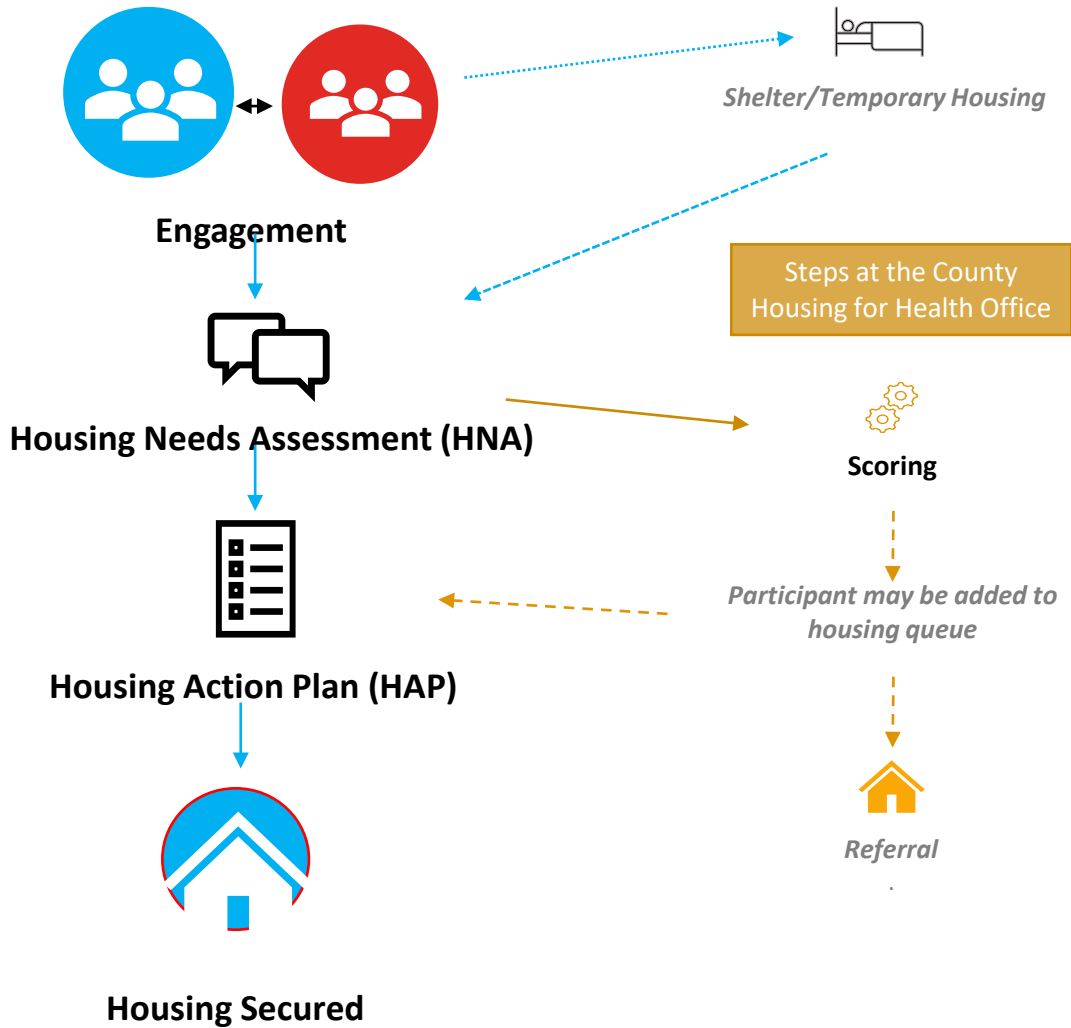 Shelter/Temporary Housing
Engagement
Steps at the County
Housing for Health Office
Housing Needs Assessment (HNA)
Scoring
Participant may be added to
housing queue
Housing Action Plan (HAP)
Referral
.
Housing Secured